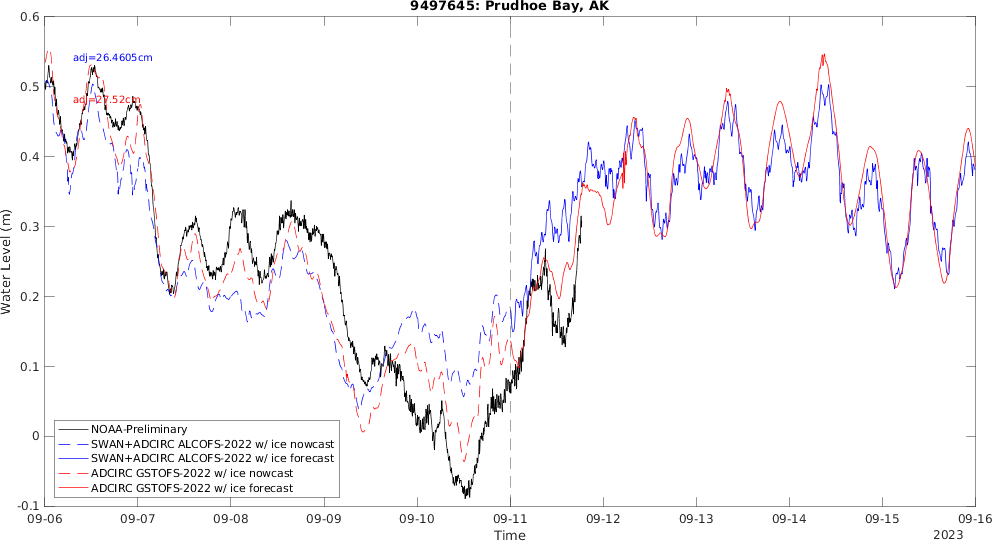 9497645: Prudhoe Bay, AK
0.6
0.5
0.4
0.3
0.2
0.1
0
-0.1
Water Level (m)
adj=26.4605cm
adj=27.52cm
NOAA-Preliminary
SWAN+ADCIRC ALCOFS-2022 w/ ice nowcast
SWAN+ADCIRC ALCOFS-2022 w/ ice forecast
ADCIRC GSTOFS-2022 w/ ice nowcast
ADCIRC GSTOFS-2022 w/ ice forecast
09-06 09-07 09-08 09-09 09-10 09-11 09-12 09-13 09-14 09-15 09-16
Time
2023